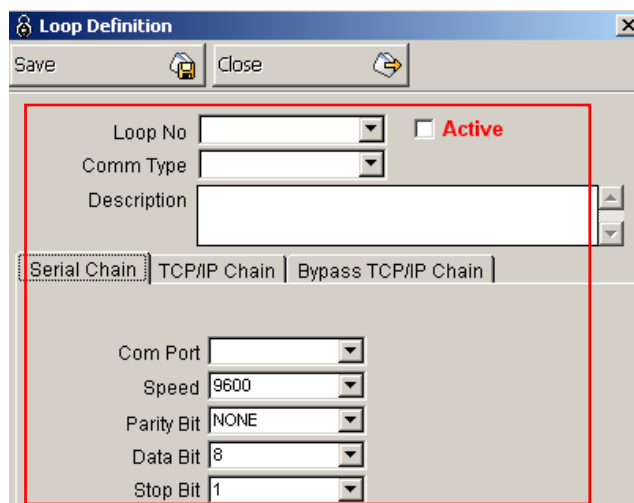 Loop Definition
Save Close
Loop No Active
Comm Type
Description
Serial Chain TCP/IP Chain Bypass TCP/IP Chain
Com Port
Speed 9600
Parity Bit NONE
Data Bit 8
Stop Bit 1